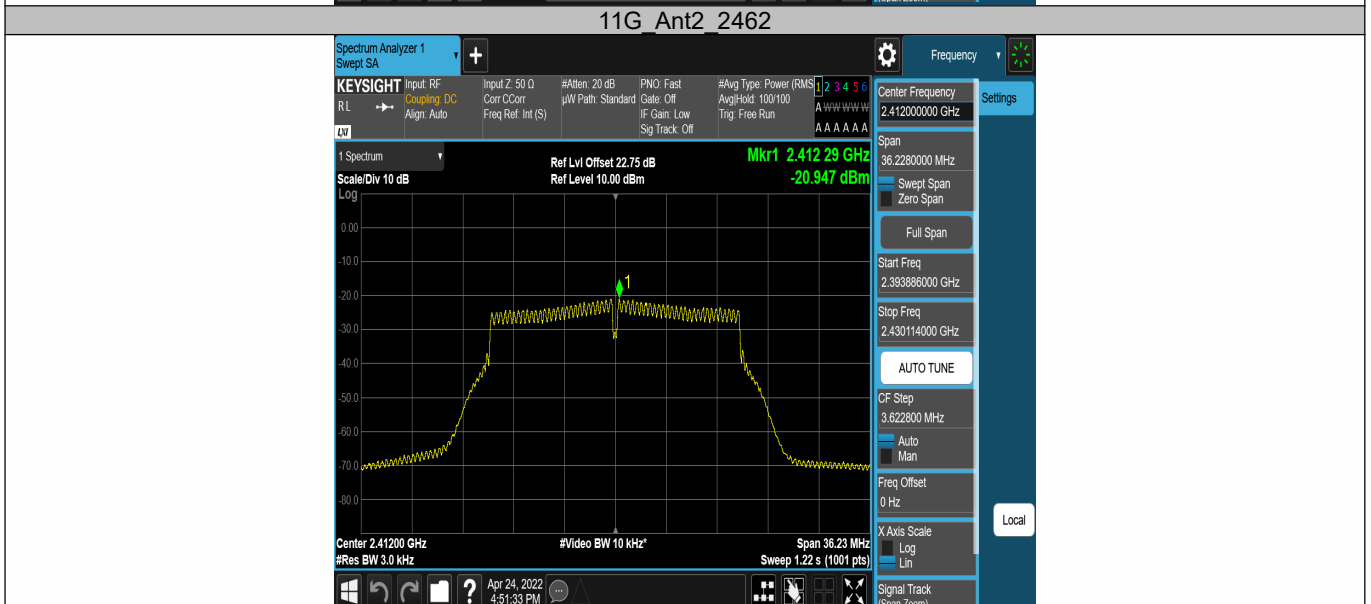 11G_Ant2_2462
Spectrum Analyzer 1
Swept SA
+
Frequency
KEYSIGHT
Input: RF
Input Z: 50 Ω
#Atten: 20 dB
PNO: Fast
#Avg Type: Power (RMS
1 2 3 4 5 6
RL
Coupling: DC
Corr CCorr
µW Path: Standard
Gate: Off
Avg|Hold: 100/100
A W W W W W
Align: Auto
Freq Ref: Int (S)
IF Gain: Low
Trig: Free Run
Sig Track: Off
A A A A A A
LXI
1 Spectrum
Ref Lvl Offset 22.75 dB
Mkr1 2.412 29 GHz
Scale/Div 10 dB
Ref Level 10.00 dBm
-20.947 dBm
Log
0.00
-10.0
-20.0
-30.0
-40.0
-50.0
-60.0
-70.0
-80.0
1
Center 2.41200 GHz
#Video BW 10 kHz*
Span 36.23 MHz
#Res BW 3.0 kHz
Sweep 1.22 s (1001 pts)
?
Apr 24, 2022
4:51:33 PM
Center Frequency
2.412000000 GHz
Settings
Span
36.2280000 MHz
Swept Span
Zero Span
Full Span
Start Freq
2.393886000 GHz
Stop Freq
2.430114000 GHz
AUTO TUNE
CF Step
3.622800 MHz
Auto
Man
Freq Offset
0 Hz
Local
X Axis Scale
Log
Lin
Signal Track
(Span Zoom)